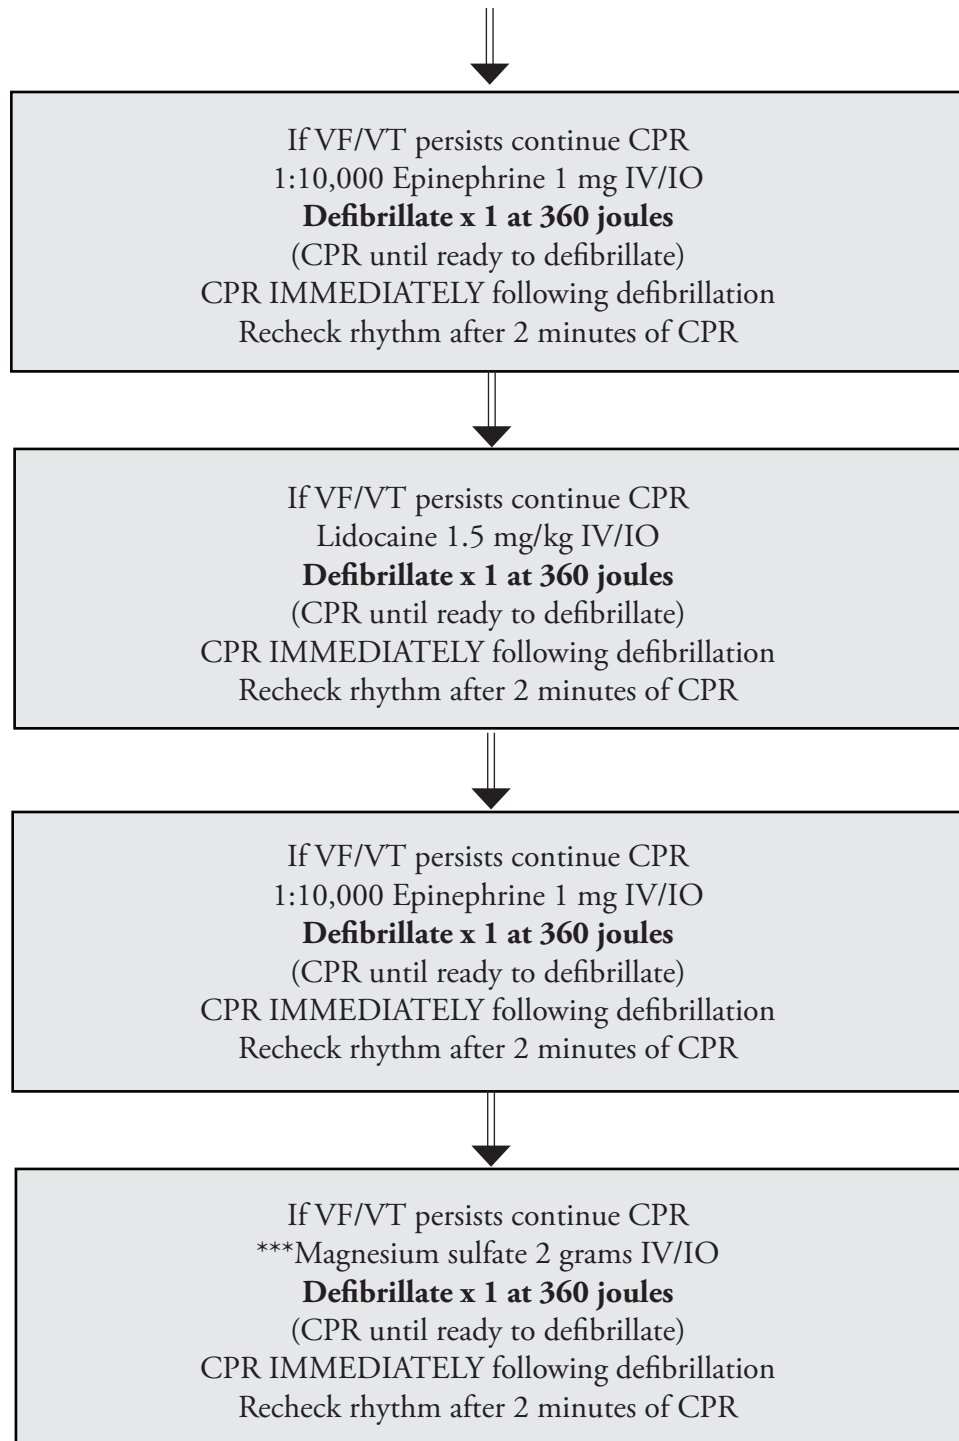 If VF/VT persists continue CPR
1:10,000 Epinephrine 1 mg IV/IO
Defibrillate x 1 at 360 joules
(CPR until ready to defibrillate)
CPR IMMEDIATELY following defibrillation
Recheck rhythm after 2 minutes of CPR
If VF/VT persists continue CPR
Lidocaine 1.5 mg/kg IV/IO
Defibrillate x 1 at 360 joules
(CPR until ready to defibrillate)
CPR IMMEDIATELY following defibrillation
Recheck rhythm after 2 minutes of CPR
If VF/VT persists continue CPR
1:10,000 Epinephrine 1 mg IV/IO
Defibrillate x 1 at 360 joules
(CPR until ready to defibrillate)
CPR IMMEDIATELY following defibrillation
Recheck rhythm after 2 minutes of CPR
If VF/VT persists continue CPR
***Magnesium sulfate 2 grams IV/IO
Defibrillate x 1 at 360 joules
(CPR until ready to defibrillate)
CPR IMMEDIATELY following defibrillation
Recheck rhythm after 2 minutes of CPR